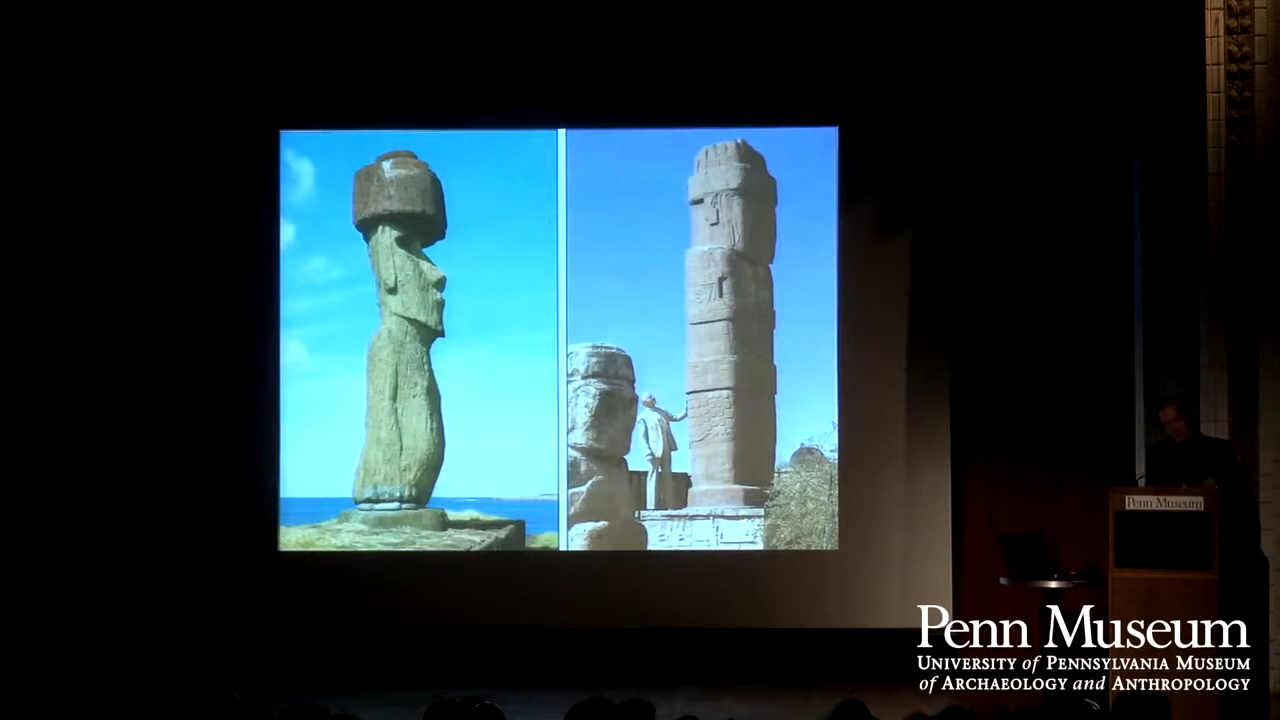 Penn Museum
Penn Museum
University of Pennsylvania Museum
of Archaeology and Anthropology